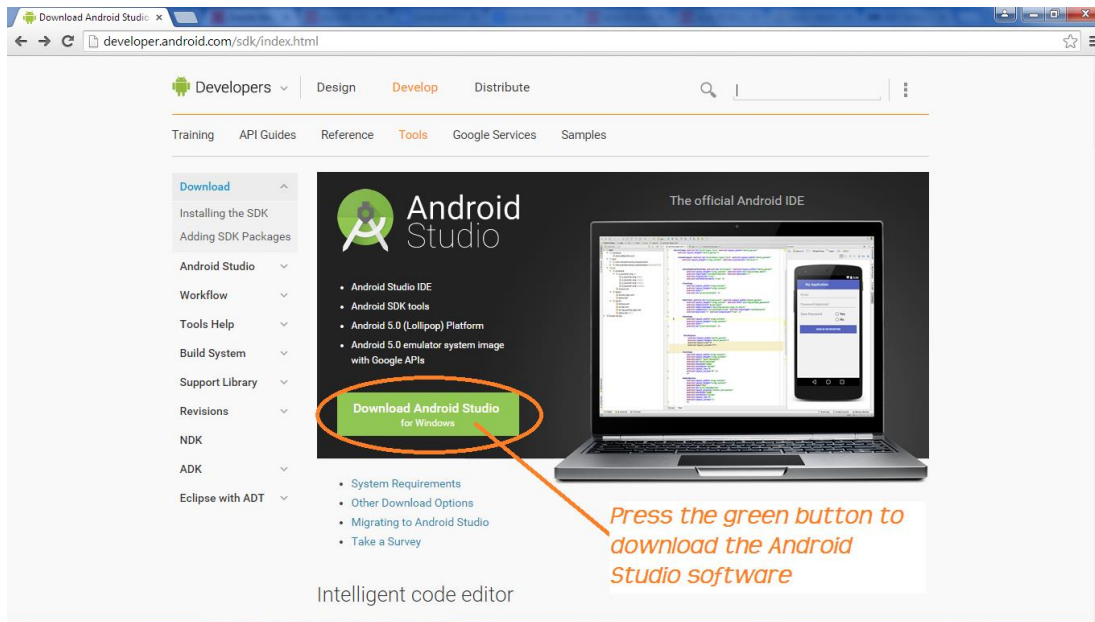 Download Android Studio
developer.android.com/sdk/index.html
Developers
Design
Develop
Distribute
Training
API Guides
Reference
Tools
Google Services
Samples
Download
Installing the SDK
Adding SDK Packages
Android Studio
Workflow
Tools Help
Build System
Support Library
Revisions
NDK
ADK
Eclipse with ADT
Android
Studio
The official Android IDE
Android Studio IDE
Android SDK tools
Android 5.0 (Lollipop) Platform
Android 5.0 emulator system image
with Google APIs
Download Android Studio
for Windows
My Application
System Requirements
Other Download Options
Migrating to Android Studio
Take a Survey
Press the green button to
download the Android
Studio software
Intelligent code editor